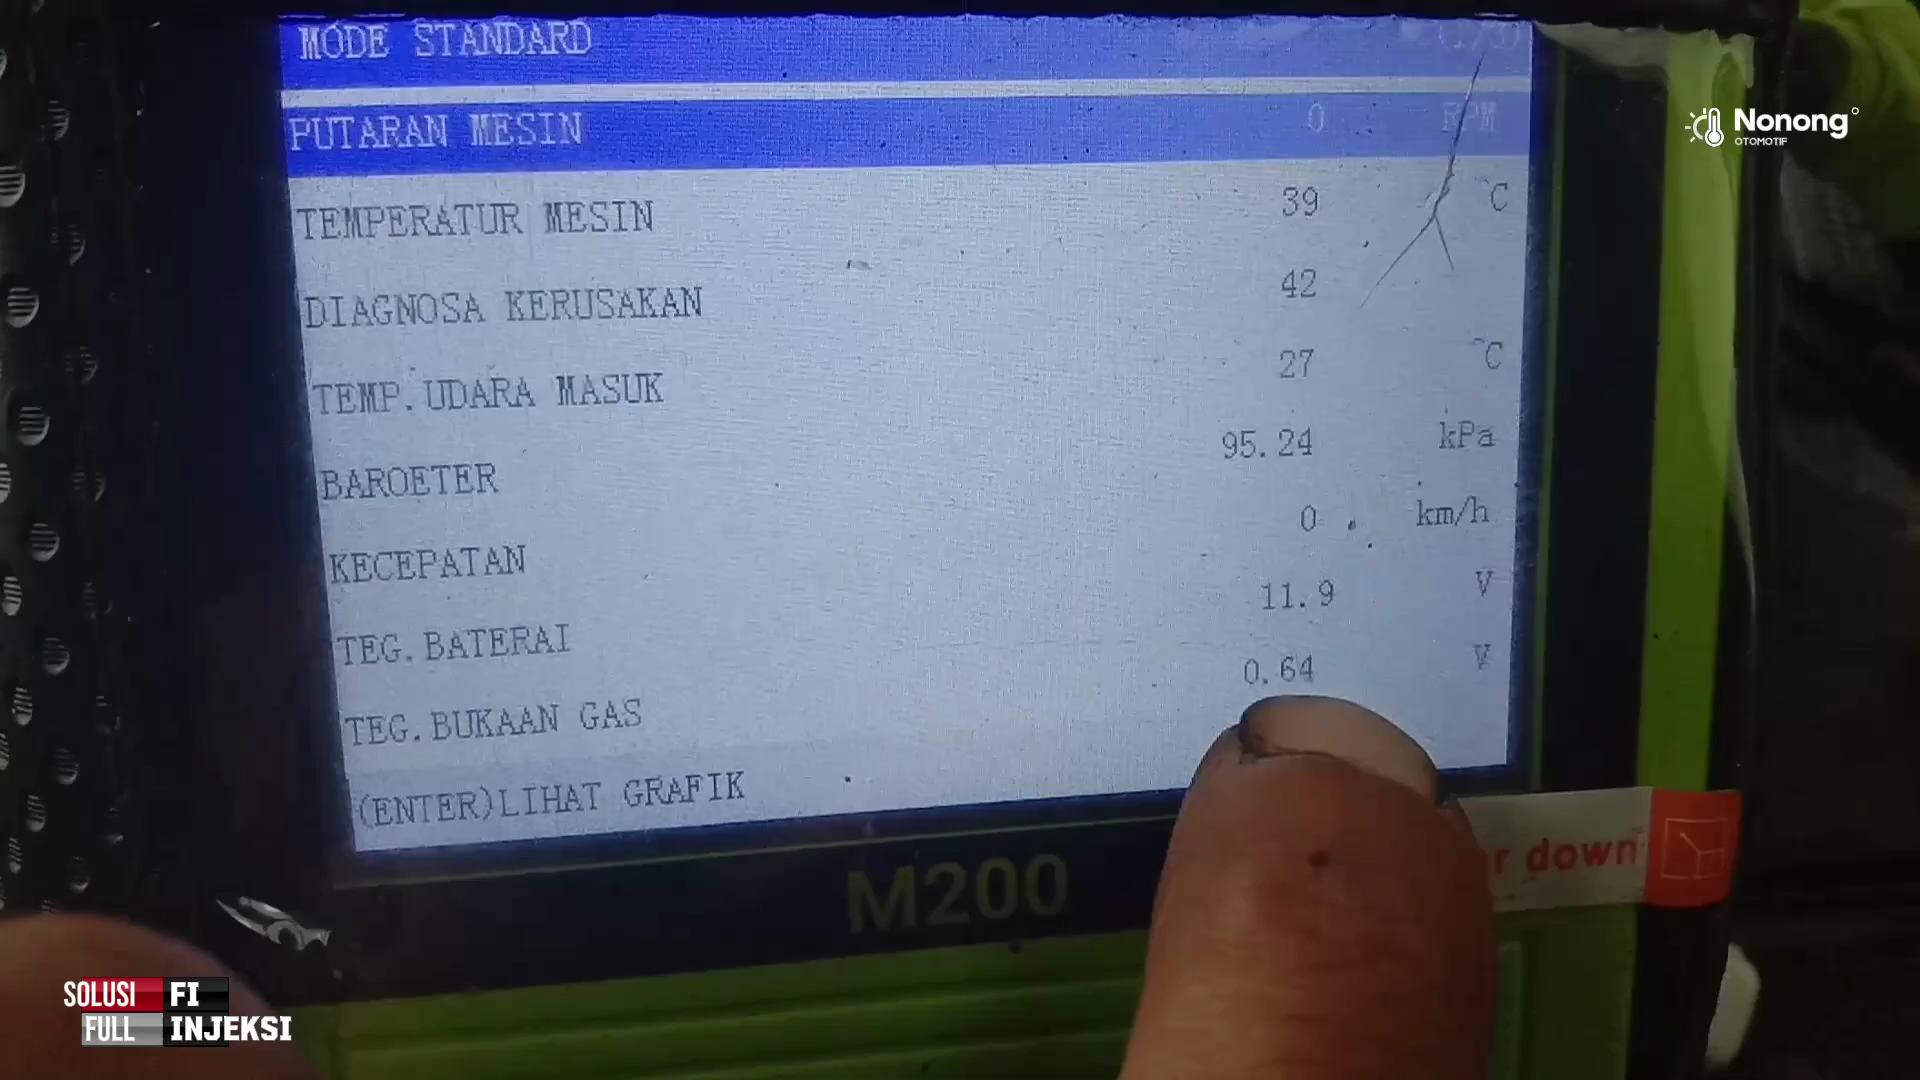 MODE STANDARD
PUTARAN MESIN 0 RPM
TEMPERATUR MESIN 39 °C
DIAGNOSA KERUSAKAN 42
TEMP.UDARA MASUK 27 °C
BAROETER 95.24 kPa
KECEPATAN 0 km/h
TEG.BATERAI 11.9 V
TEG.BUKAAN GAS 0.64 V
(ENTER)LIHAT GRAFIK
M200
down
Nonong
OTOMOTIF
SOLUSI FI
FULL INJEKSI